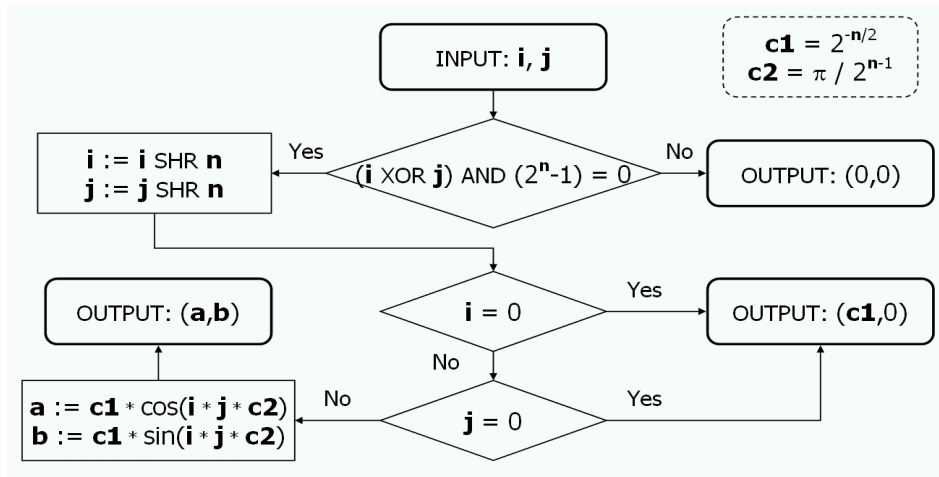 INPUT: i, j
c1 = 2^-n/2
c2 = π / 2^n-1
Yes
(i XOR j) AND (2^n-1) = 0
No
i := i SHR n
j := j SHR n
OUTPUT: (0,0)
i = 0
Yes
OUTPUT: (c1,0)
OUTPUT: (a,b)
No
j = 0
Yes
No
a := c1 * cos(i * j * c2)
b := c1 * sin(i * j * c2)